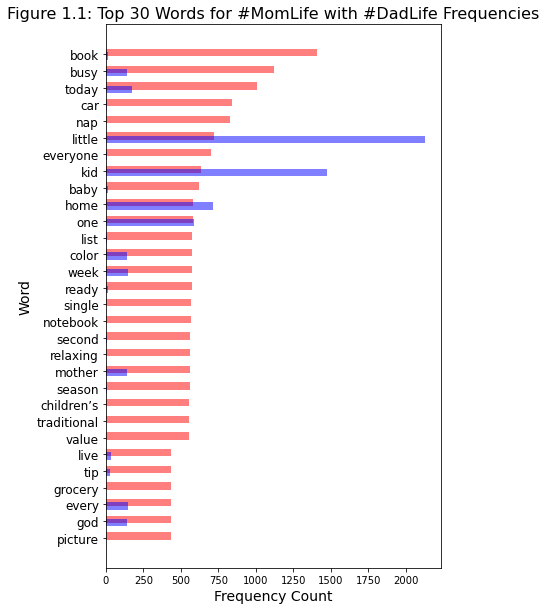 Figure 1.1: Top 30 Words for #MomLife with #DadLife Frequencies
book
busy
today
car
nap
little
everyone
kid
baby
home
one
list
color
week
ready
single
notebook
second
relaxing
mother
season
children’s
traditional
value
live
tip
grocery
every
god
picture
Word
0 250 500 750 1000 1250 1500 1750 2000
Frequency Count